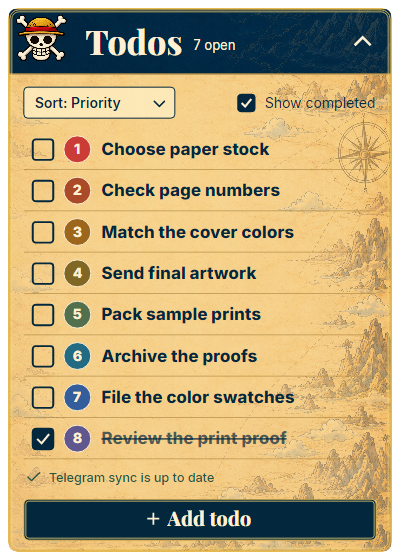 Todos 7 open
Sort: Priority Show completed
1 Choose paper stock
2 Check page numbers
3 Match the cover colors
4 Send final artwork
5 Pack sample prints
6 Archive the proofs
7 File the color swatches
8 Review the print proof
Telegram sync is up to date
+ Add todo